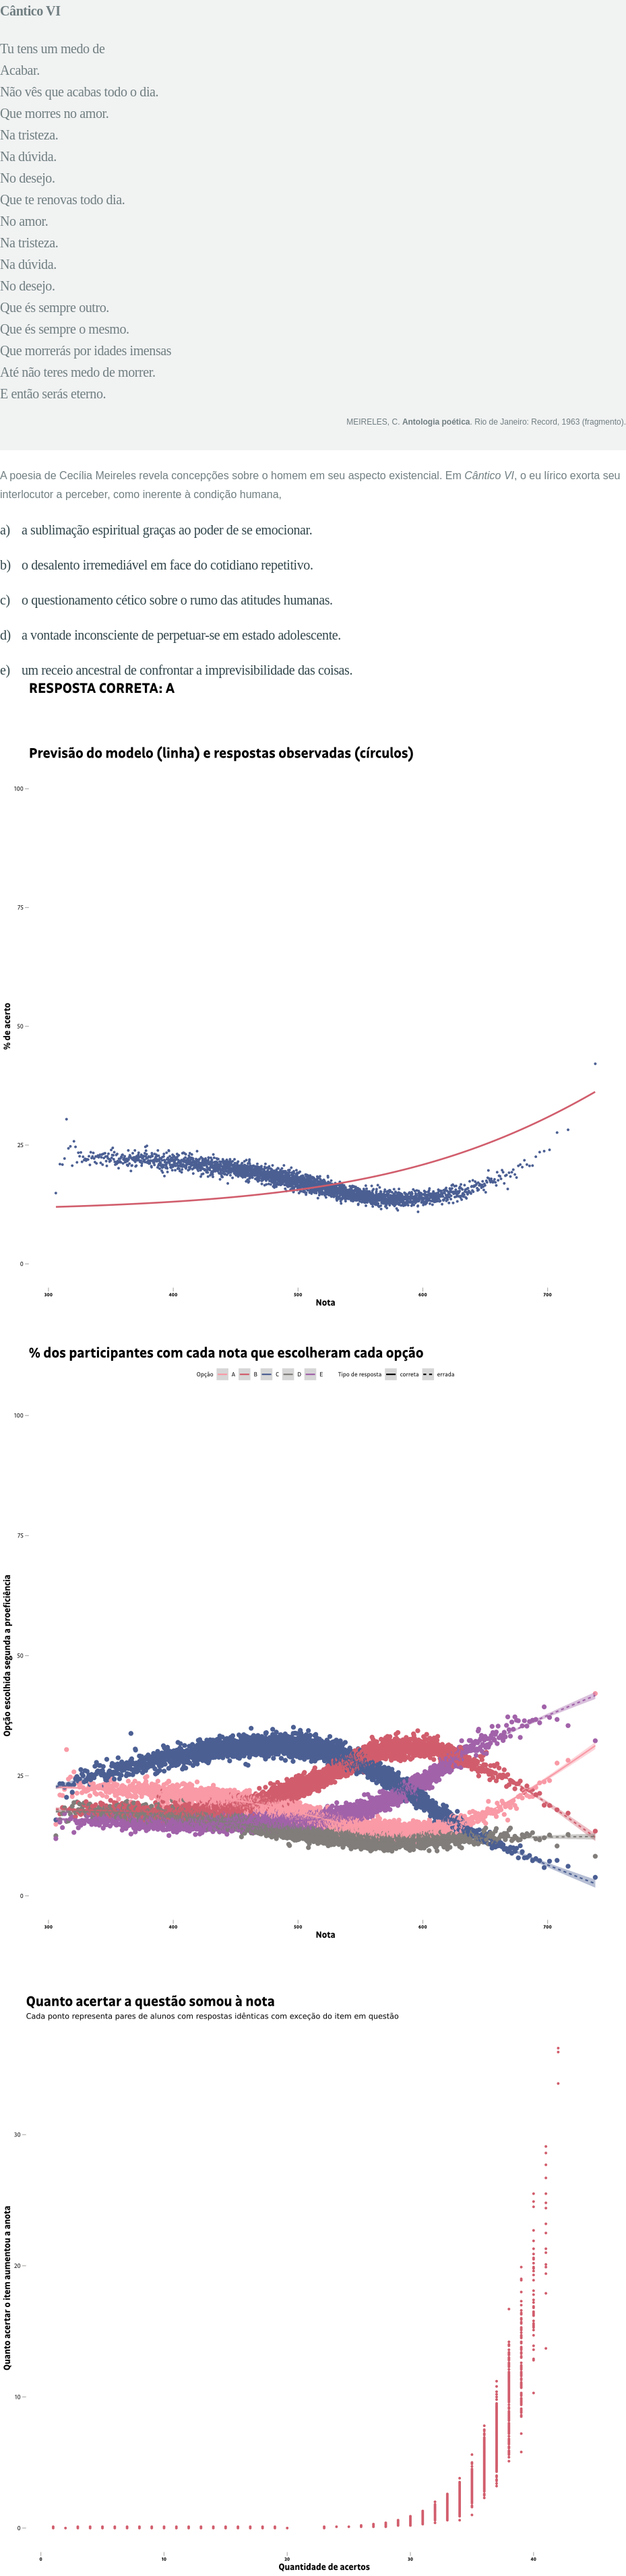 Cântico VI
Tu tens um medo de
Acabar.
Não vês que acabas todo o dia.
Que morres no amor.
Na tristeza.
Na dúvida.
No desejo.
Que te renovas todo dia.
No amor.
Na tristeza.
Na dúvida.
No desejo.
Que és sempre outro.
Que és sempre o mesmo.
Que morrerás por idades imensas
Até não teres medo de morrer.
E então serás eterno.
MEIRELES, C. Antologia poética. Rio de Janeiro: Record, 1963 (fragmento).
A poesia de Cecília Meireles revela concepções sobre o homem em seu aspecto existencial. Em Cântico VI, o eu lírico exorta seu
interlocutor a perceber, como inerente à condição humana,
a) a sublimação espiritual graças ao poder de se emocionar.
b) o desalento irremediável em face do cotidiano repetitivo.
c) o questionamento cético sobre o rumo das atitudes humanas.
d) a vontade inconsciente de perpetuar-se em estado adolescente.
e) um receio ancestral de confrontar a imprevisibilidade das coisas.
RESPOSTA CORRETA: A
Previsão do modelo (linha) e respostas observadas (círculos)
100
75
% de acerto
50
25
0
300 400 500 600 700
Nota
% dos participantes com cada nota que escolheram cada opção
Opção A B C D E Tipo de resposta correta errada
100
75
Opção escolhida segunda a proeficiência
50
25
0
300 400 500 600 700
Nota
Quanto acertar a questão somou à nota
Cada ponto representa pares de alunos com respostas idênticas com exceção do item em questão
30
20
Quanto acertar o item aumentou a anota
10
0
0 10 20 30 40
Quantidade de acertos